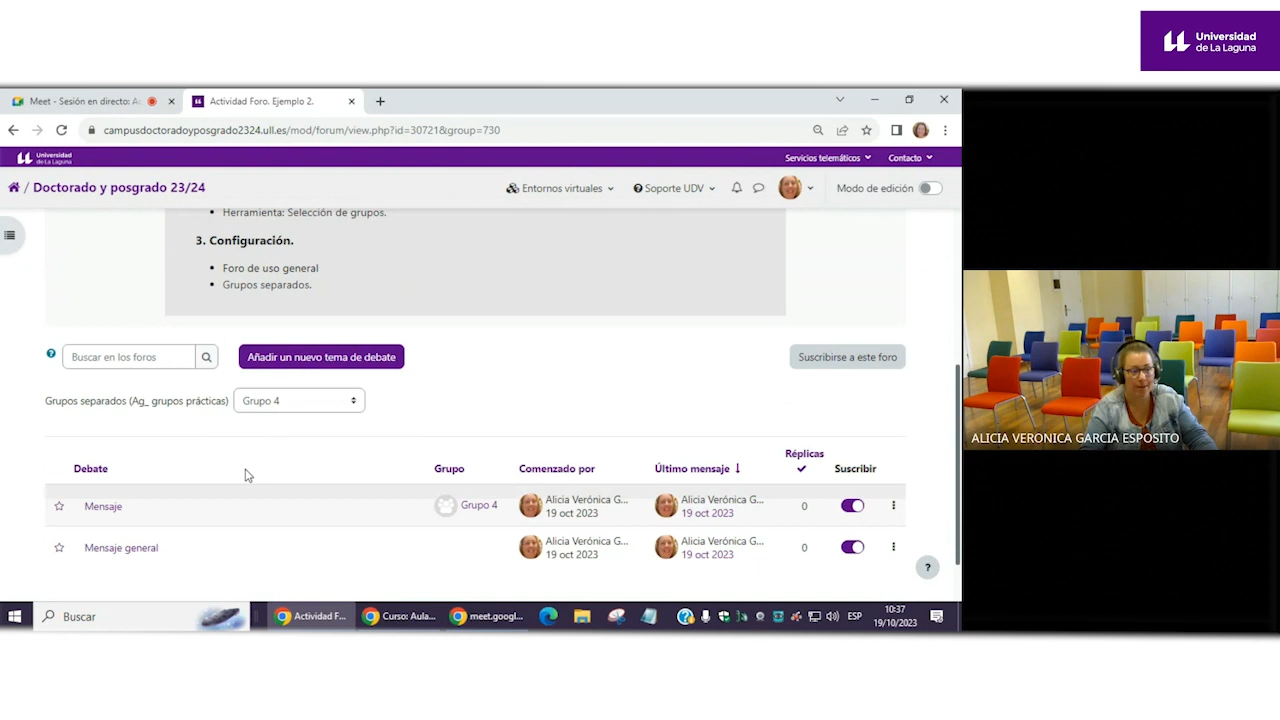 Universidad
de La Laguna
Meet - Sesión en directo: Ac
Actividad Foro. Ejemplo 2.
campusdoctoradoyposgrado2324.ull.es/mod/forum/view.php?id=30721&group=730
Universidad
de La Laguna
Servicios telemáticos
Contacto
/ Doctorado y posgrado 23/24
Entornos virtuales
Soporte UDV
Modo de edición
• Herramienta: Selección de grupos.
3. Configuración.
• Foro de uso general
• Grupos separados.
Buscar en los foros
Añadir un nuevo tema de debate
Suscribirse a este foro
Grupos separados (Ag_ grupos prácticas)
Grupo 4
Debate
Grupo
Comenzado por
Último mensaje ↓
Réplicas
Suscribir
Mensaje
Grupo 4
Alicia Verónica G...
19 oct 2023
Alicia Verónica G...
19 oct 2023
0
Mensaje general
Alicia Verónica G...
19 oct 2023
Alicia Verónica G...
19 oct 2023
0
?
ALICIA VERONICA GARCIA ESPOSITO
Buscar
Actividad F...
Curso: Aula...
meet.googl...
ESP
10:37
19/10/2023